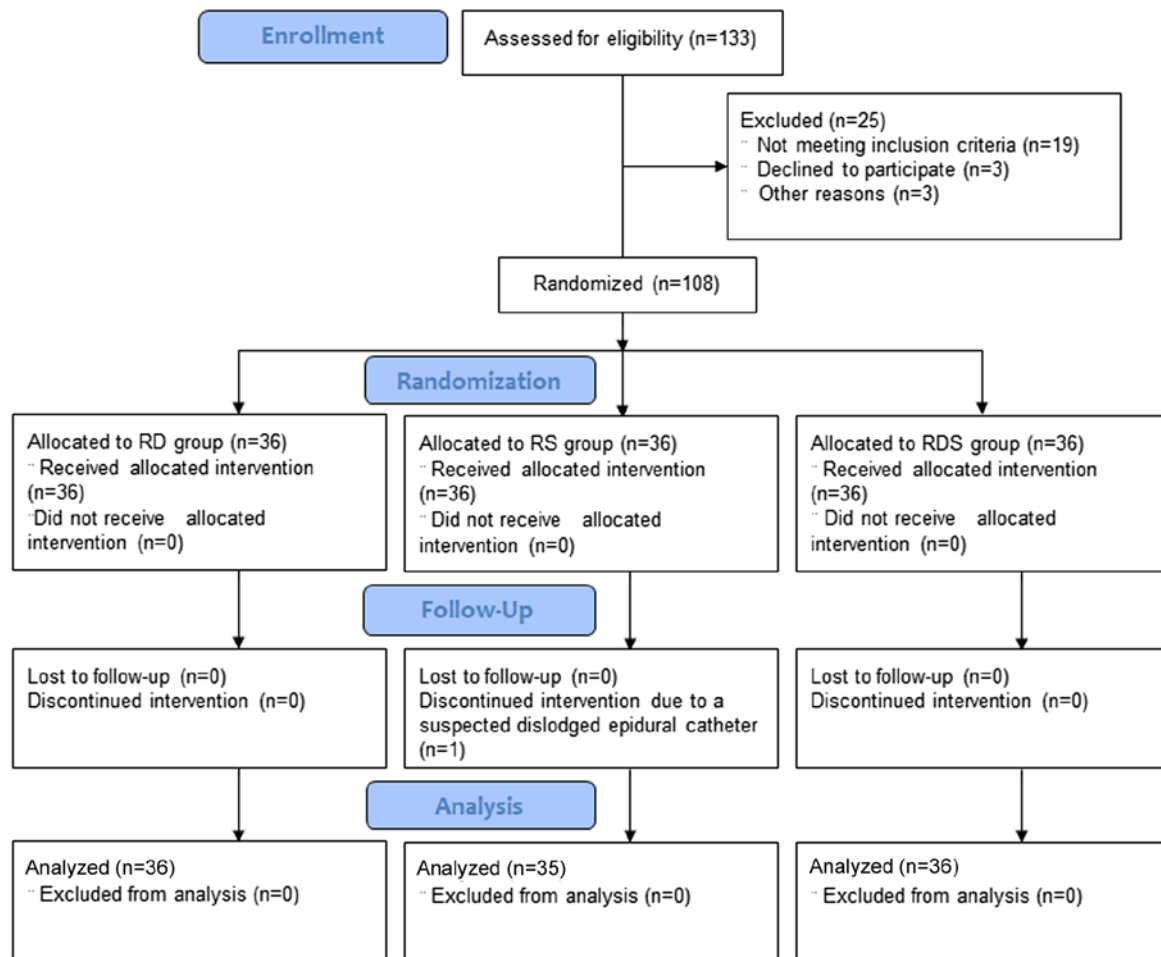 Enrollment
Assessed for eligibility (n=133)
Excluded (n=25)
¨ Not meeting inclusion criteria (n=19)
¨ Declined to participate (n=3)
¨ Other reasons (n=3)
Randomized (n=108)
Randomization
Allocated to RD group (n=36)
¨ Received allocated intervention
(n=36)
¨Did not receive allocated
intervention (n=0)
Allocated to RS group (n=36)
¨ Received allocated intervention
(n=36)
¨ Did not receive allocated
intervention (n=0)
Allocated to RDS group (n=36)
¨ Received allocated intervention
(n=36)
¨ Did not receive allocated
intervention (n=0)
Follow-Up
Lost to follow-up (n=0)
Discontinued intervention (n=0)
Lost to follow-up (n=0)
Discontinued intervention due to a
suspected dislodged epidural catheter
(n=1)
Lost to follow-up (n=0)
Discontinued intervention (n=0)
Analysis
Analyzed (n=36)
¨ Excluded from analysis (n=0)
Analyzed (n=35)
¨ Excluded from analysis (n=0)
Analyzed (n=36)
¨ Excluded from analysis (n=0)